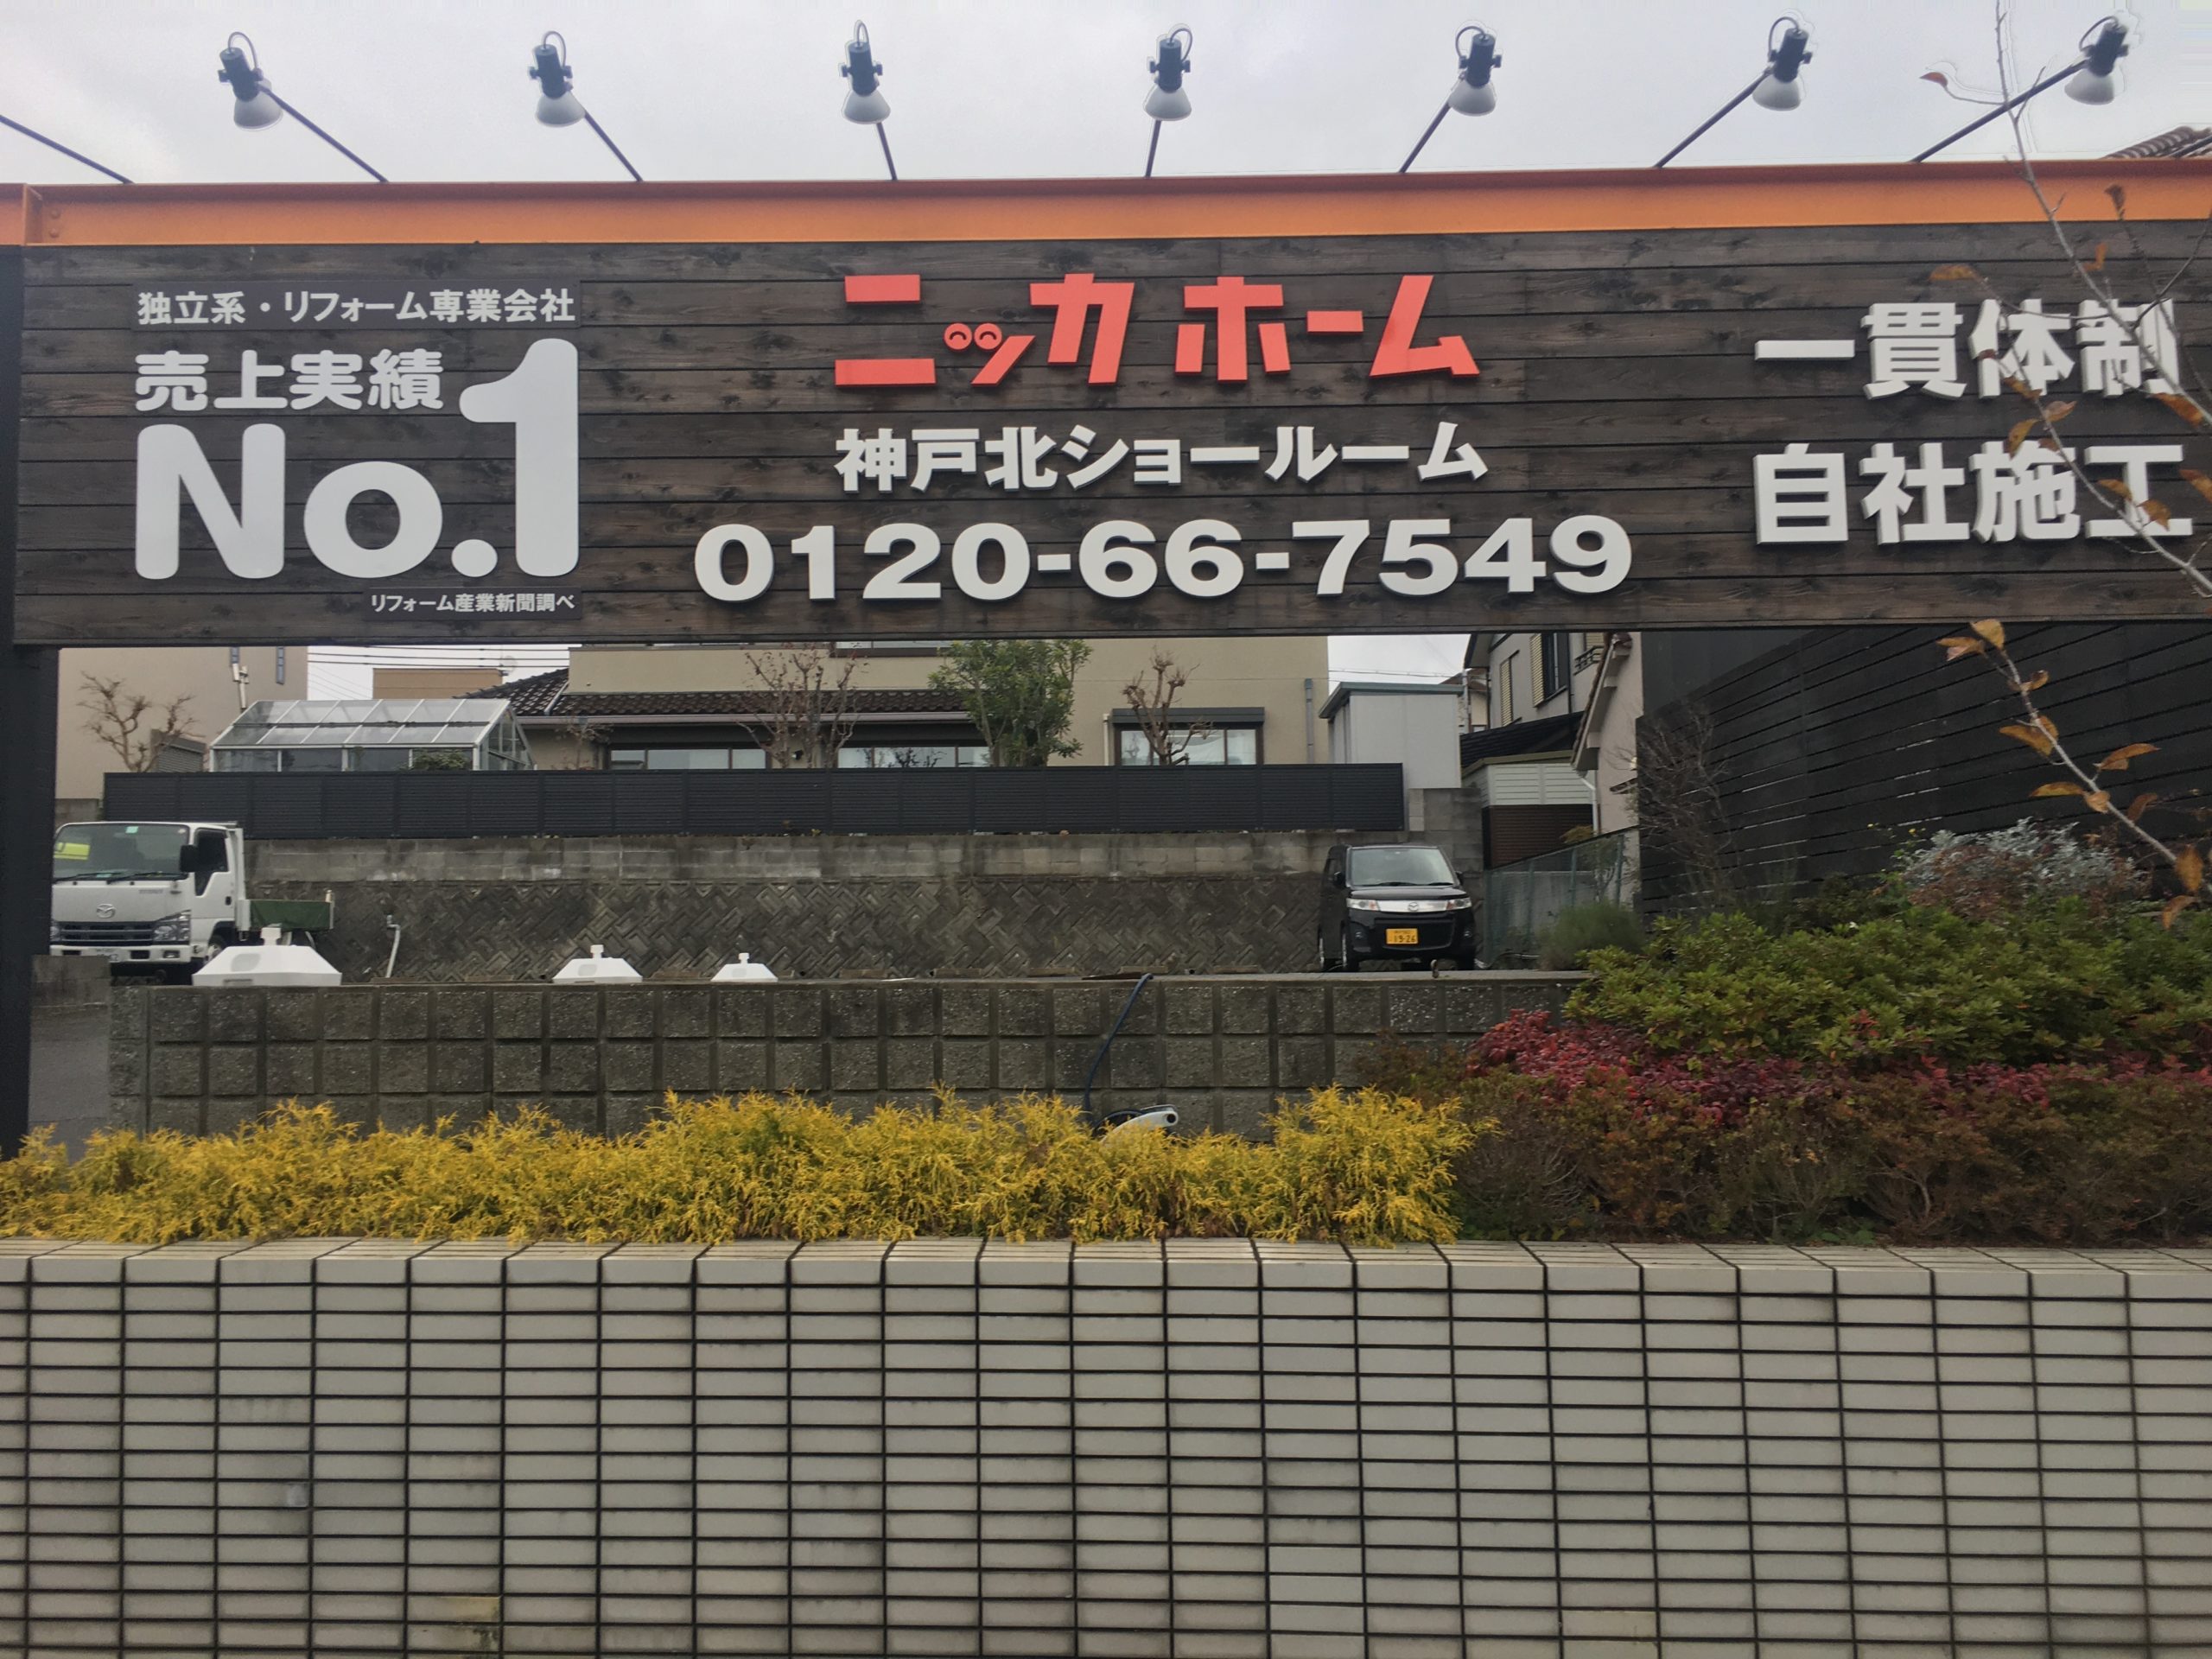 独立系・リフォーム専業会社
売上実績
No.1
リフォーム産業新聞調べ
ニッカホーム
神戸北ショールーム
0120-66-7549
一貫体制
自社施工
19-26